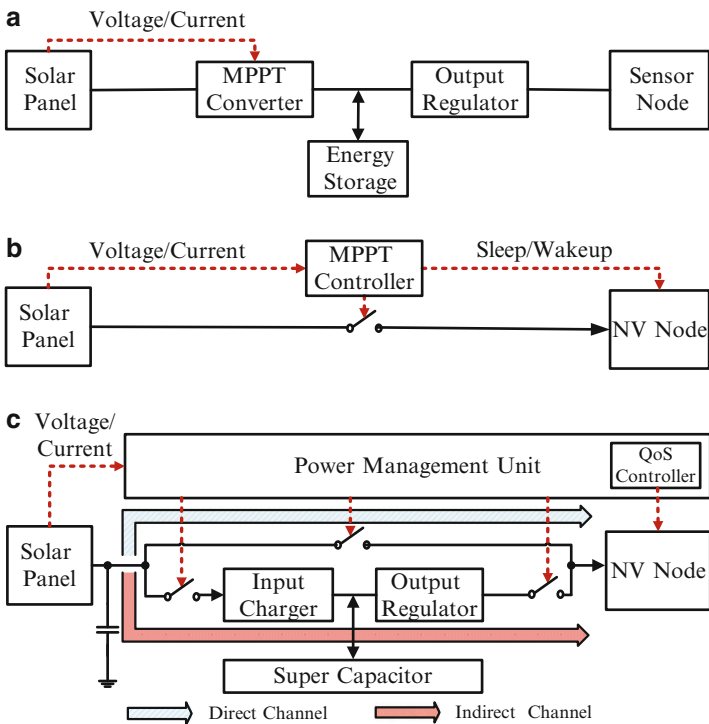 a
Voltage/Current
Solar
Panel
MPPT
Converter
Output
Regulator
Sensor
Node
Energy
Storage
b
Voltage/Current
MPPT
Controller
Sleep/Wakeup
Solar
Panel
NV Node
c
Voltage/
Current
Power Management Unit
QoS
Controller
Solar
Panel
Input
Charger
Output
Regulator
NV Node
Super Capacitor
Direct Channel
Indirect Channel